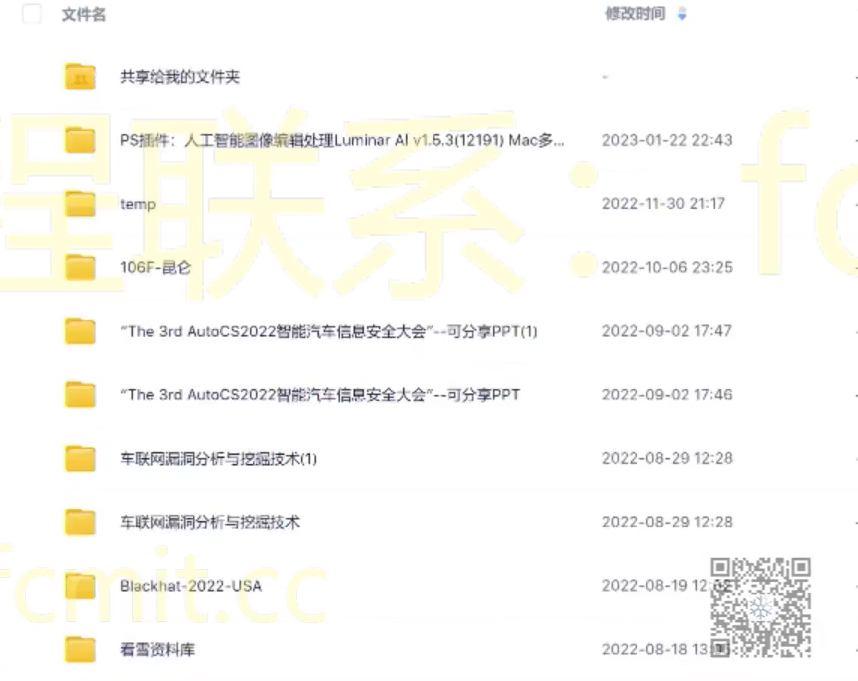 文件名 修改时间
共享给我的文件夹 -
PS插件：人工智能图像编辑处理Luminar AI v1.5.3(12191) Mac多... 2023-01-22 22:43
temp 2022-11-30 21:17
106F-昆仑 2022-10-06 23:25
“The 3rd AutoCS2022智能汽车信息安全大会”--可分享PPT(1) 2022-09-02 17:47
“The 3rd AutoCS2022智能汽车信息安全大会”--可分享PPT 2022-09-02 17:46
车联网漏洞分析与挖掘技术(1) 2022-08-29 12:28
车联网漏洞分析与挖掘技术 2022-08-29 12:28
Blackhat-2022-USA 2022-08-19
看雪资料库 2022-08-18
程联系：fc
fcmit.cc